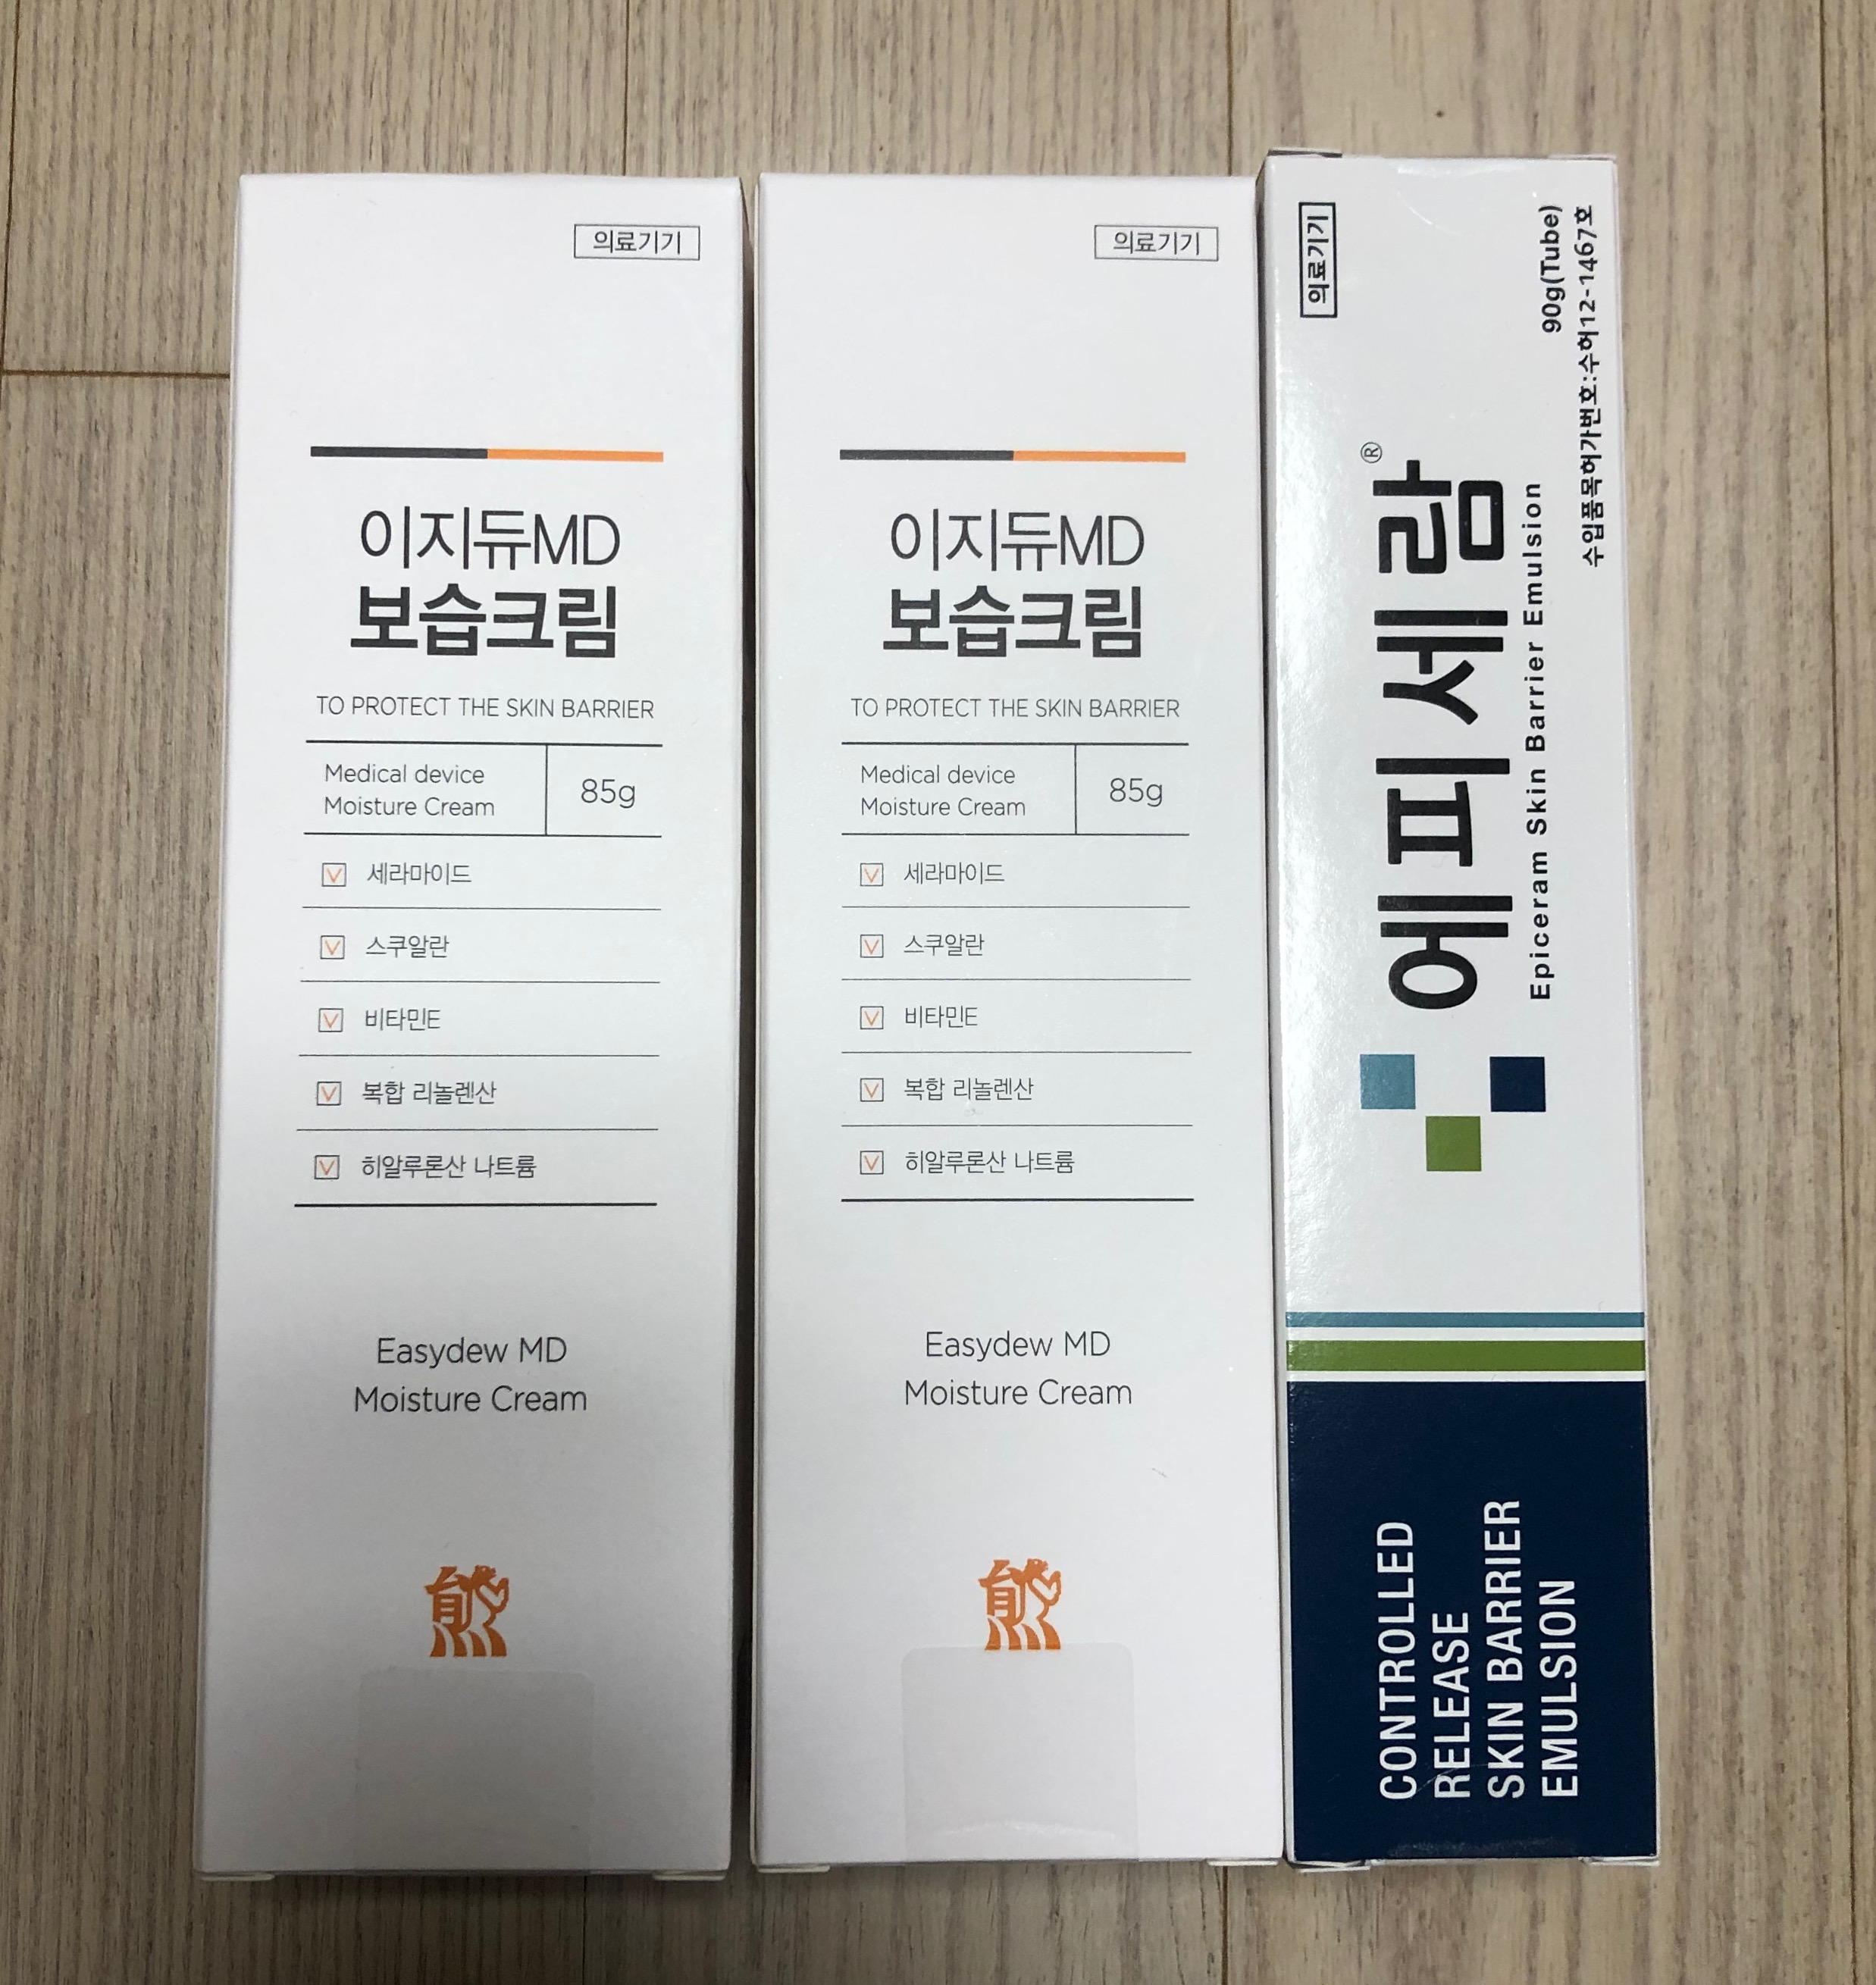 의료기기
이지듀MD
보습크림
TO PROTECT THE SKIN BARRIER
Medical device
Moisture Cream
85g
세라마이드
스쿠알란
비타민E
복합 리놀렌산
히알루론산 나트륨
Easydew MD
Moisture Cream
熊
의료기기
이지듀MD
보습크림
TO PROTECT THE SKIN BARRIER
Medical device
Moisture Cream
85g
세라마이드
스쿠알란
비타민E
복합 리놀렌산
히알루론산 나트륨
Easydew MD
Moisture Cream
熊
의료기기
에피세람®
Epiceram Skin Barrier Emulsion
90g(Tube)
수입품목허가번호:수허12-1467호
CONTROLLED
RELEASE
SKIN BARRIER
EMULSION